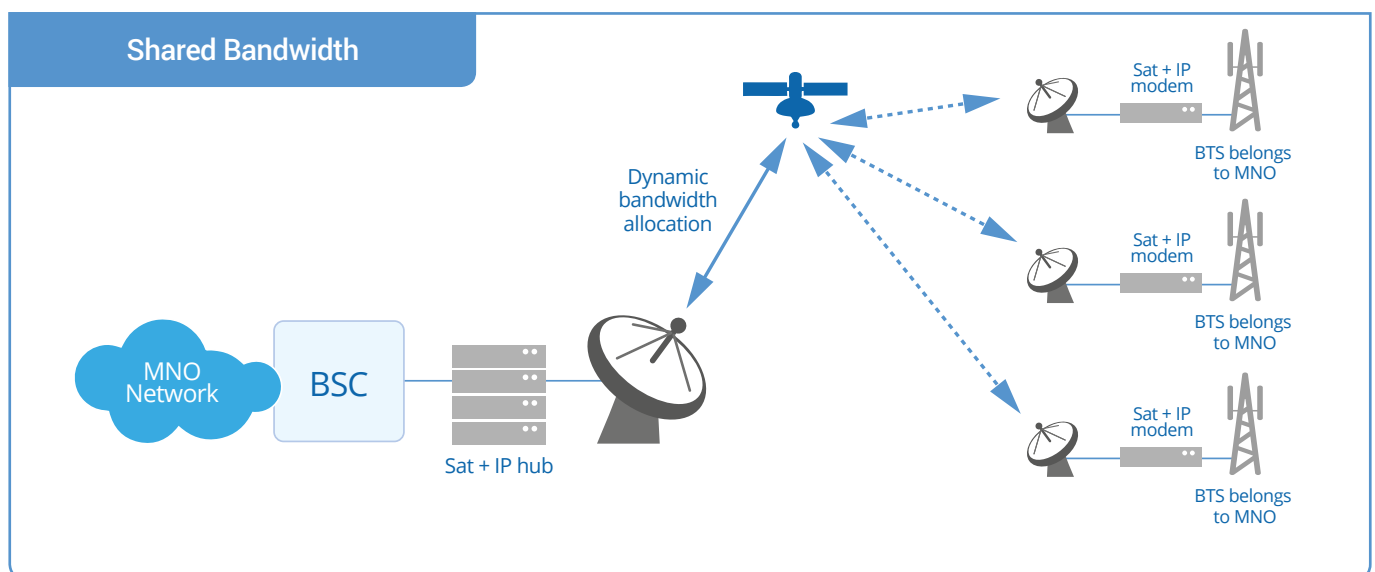 Shared Bandwidth
Sat + IP
modem
BTS belongs
to MNO
Dynamic
bandwidth
allocation
Sat + IP
modem
BTS belongs
to MNO
MNO
Network
BSC
Sat + IP hub
Sat + IP
modem
BTS belongs
to MNO